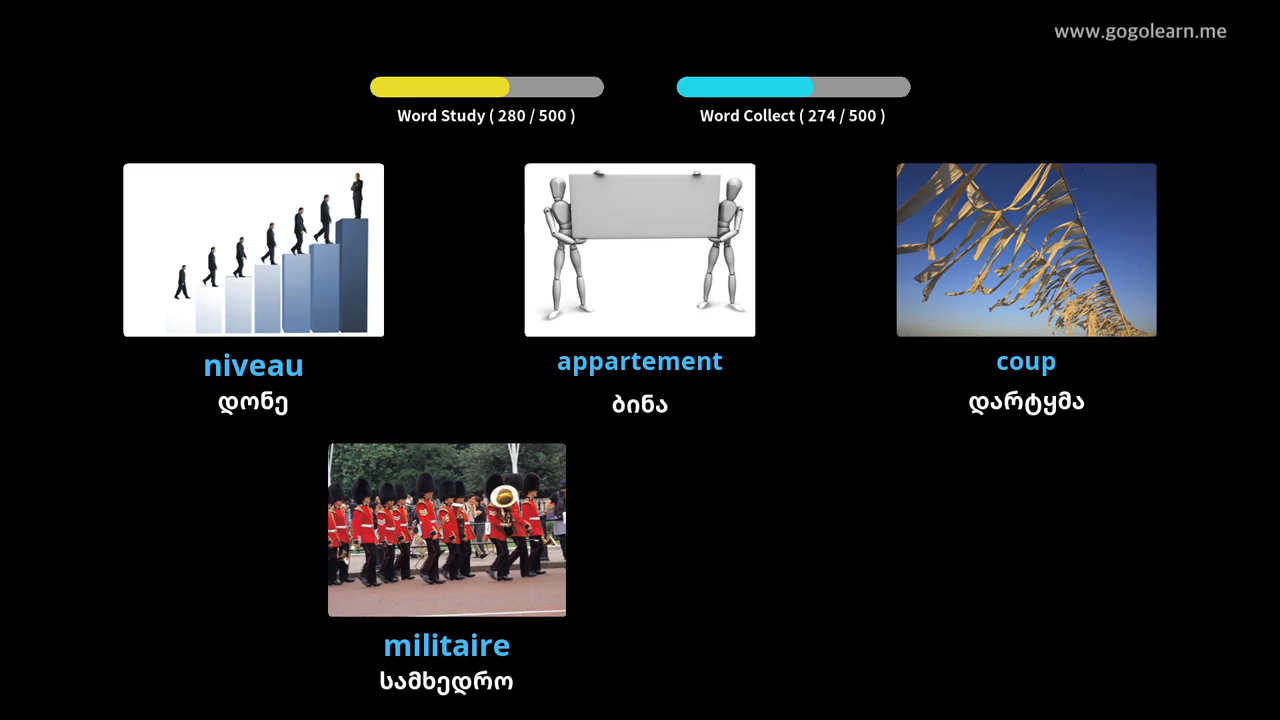 www.gogolearn.me
Word Study ( 280 / 500 )
Word Collect ( 274 / 500 )
niveau
დონე
appartement
ბინა
coup
დარტყმა
militaire
სამხედრო